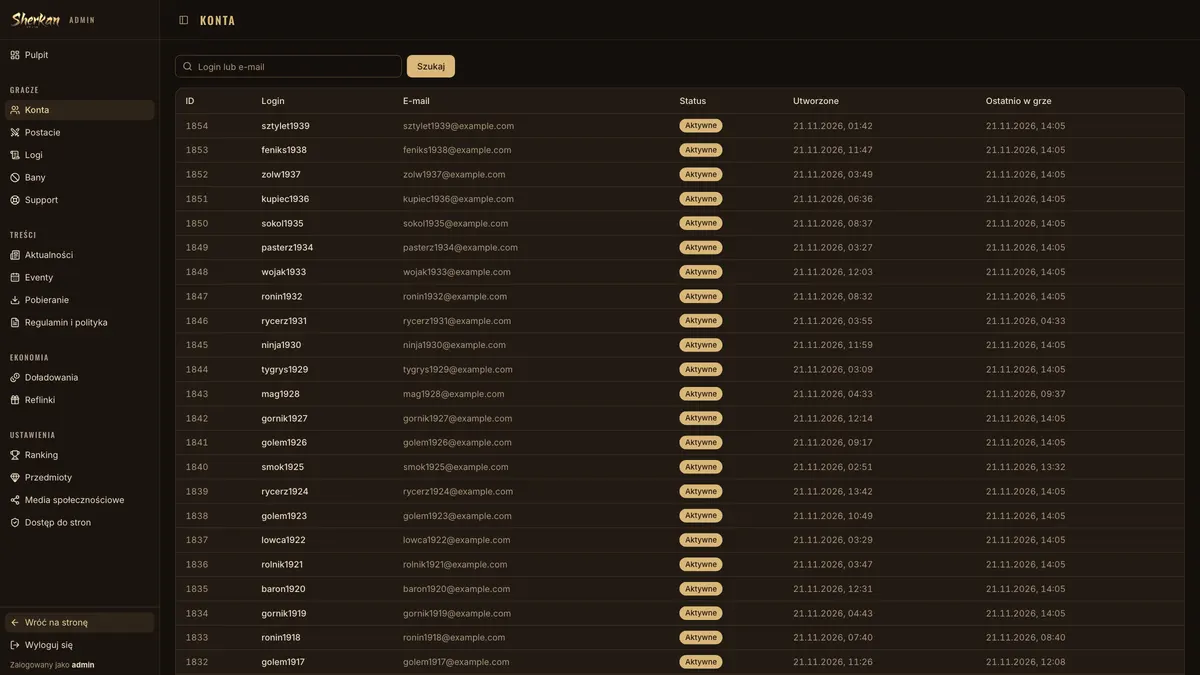 Sherkan ADMIN
KONTA
Pulpit
GRACZE
Konta
Postacie
Logi
Bany
Support
TREŚCI
Aktualności
Eventy
Pobieranie
Regulamin i polityka
EKONOMIA
Doładowania
Reflinki
USTAWIENIA
Ranking
Przedmioty
Media społecznościowe
Dostęp do stron
Wróć na stronę
Wyloguj się
Zalogowany jako admin
Login lub e-mail
Szukaj
ID Login E-mail Status Utworzone Ostatnio w grze
1854 sztylet1939 sztylet1939@example.com Aktywne 21.11.2026, 01:42 21.11.2026, 14:05
1853 feniks1938 feniks1938@example.com Aktywne 21.11.2026, 11:47 21.11.2026, 14:05
1852 zolw1937 zolw1937@example.com Aktywne 21.11.2026, 03:49 21.11.2026, 14:05
1851 kupiec1936 kupiec1936@example.com Aktywne 21.11.2026, 06:36 21.11.2026, 14:05
1850 sokol1935 sokol1935@example.com Aktywne 21.11.2026, 08:37 21.11.2026, 14:05
1849 pasterz1934 pasterz1934@example.com Aktywne 21.11.2026, 03:27 21.11.2026, 14:05
1848 wojak1933 wojak1933@example.com Aktywne 21.11.2026, 12:03 21.11.2026, 14:05
1847 ronin1932 ronin1932@example.com Aktywne 21.11.2026, 08:32 21.11.2026, 14:05
1846 rycerz1931 rycerz1931@example.com Aktywne 21.11.2026, 03:55 21.11.2026, 04:33
1845 ninja1930 ninja1930@example.com Aktywne 21.11.2026, 11:59 21.11.2026, 14:05
1844 tygrys1929 tygrys1929@example.com Aktywne 21.11.2026, 03:09 21.11.2026, 14:05
1843 mag1928 mag1928@example.com Aktywne 21.11.2026, 04:33 21.11.2026, 09:37
1842 gornik1927 gornik1927@example.com Aktywne 21.11.2026, 12:14 21.11.2026, 14:05
1841 golem1926 golem1926@example.com Aktywne 21.11.2026, 09:17 21.11.2026, 14:05
1840 smok1925 smok1925@example.com Aktywne 21.11.2026, 02:51 21.11.2026, 13:32
1839 rycerz1924 rycerz1924@example.com Aktywne 21.11.2026, 13:42 21.11.2026, 14:05
1838 golem1923 golem1923@example.com Aktywne 21.11.2026, 10:49 21.11.2026, 14:05
1837 lowca1922 lowca1922@example.com Aktywne 21.11.2026, 03:29 21.11.2026, 14:05
1836 rolnik1921 rolnik1921@example.com Aktywne 21.11.2026, 03:47 21.11.2026, 14:05
1835 baron1920 baron1920@example.com Aktywne 21.11.2026, 12:31 21.11.2026, 14:05
1834 gornik1919 gornik1919@example.com Aktywne 21.11.2026, 04:43 21.11.2026, 14:05
1833 ronin1918 ronin1918@example.com Aktywne 21.11.2026, 07:40 21.11.2026, 08:40
1832 golem1917 golem1917@example.com Aktywne 21.11.2026, 11:26 21.11.2026, 12:08